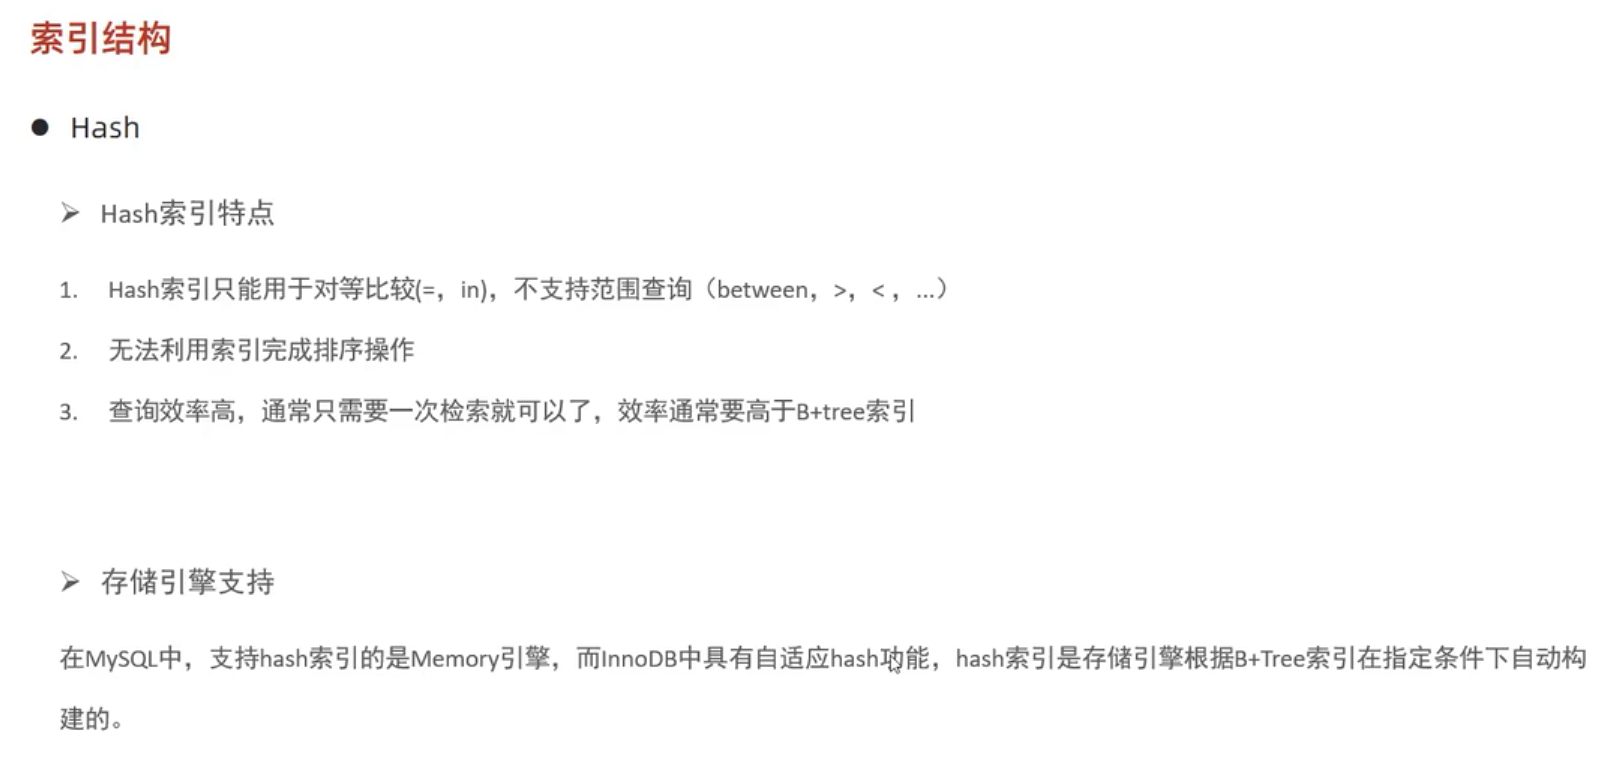 索引结构
● Hash
➢ Hash索引特点
1. Hash索引只能用于对等比较(=，in)，不支持范围查询（between，>，< ，...）
2. 无法利用索引完成排序操作
3. 查询效率高，通常只需要一次检索就可以了，效率通常要高于B+tree索引
➢ 存储引擎支持
在MySQL中，支持hash索引的是Memory引擎，而InnoDB中具有自适应hash功能，hash索引是存储引擎根据B+Tree索引在指定条件下自动构
建的。